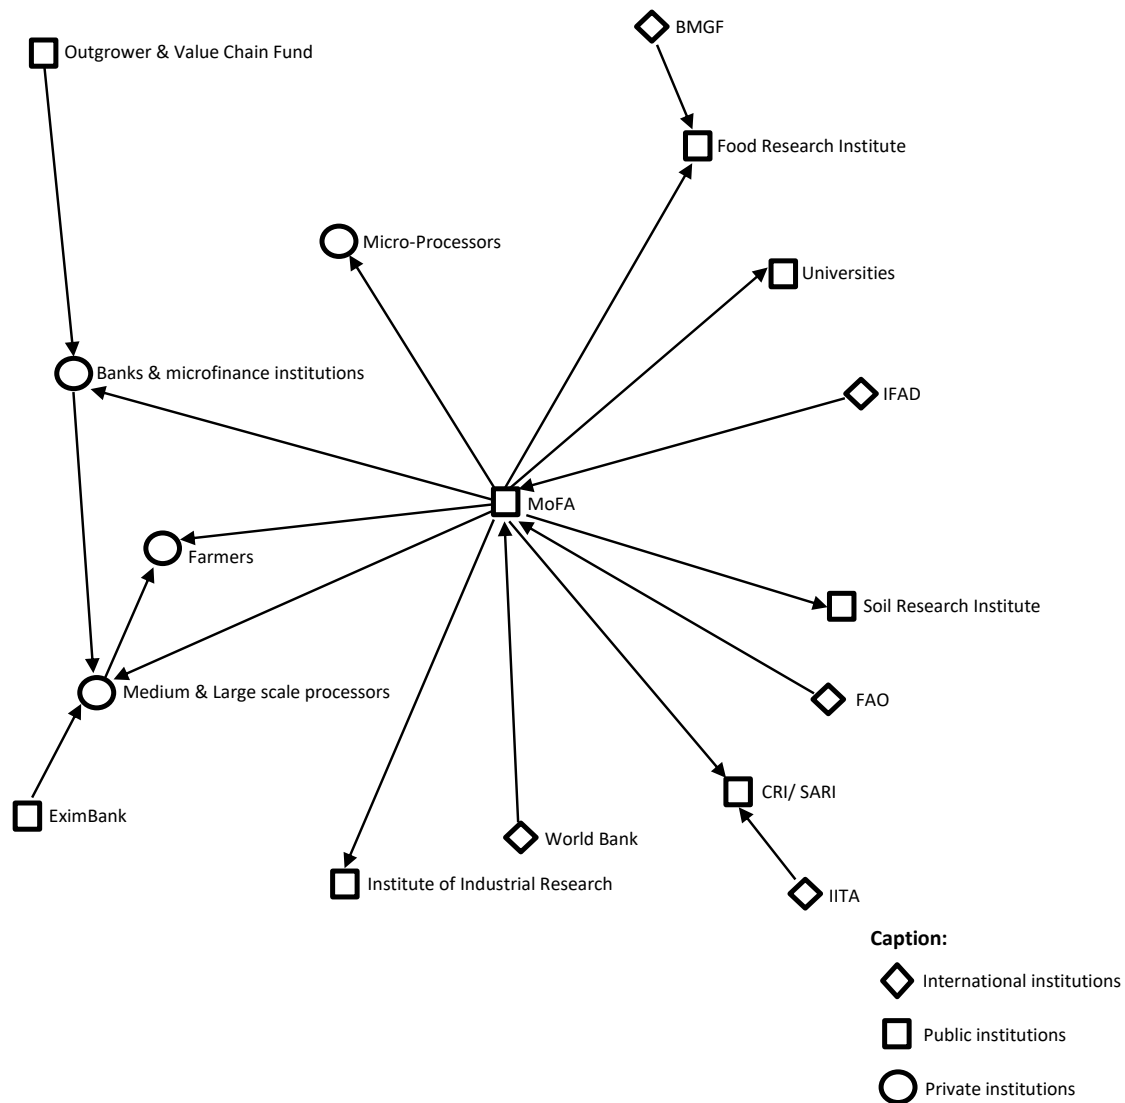 BMGF
Outgrower & Value Chain Fund
Food Research Institute
Micro-Processors
Universities
Banks & microfinance institutions
IFAD
MoFA
Farmers
Soil Research Institute
Medium & Large scale processors
FAO
CRI/ SARI
EximBank
World Bank
Institute of Industrial Research
IITA
Caption:
International institutions
Public institutions
Private institutions